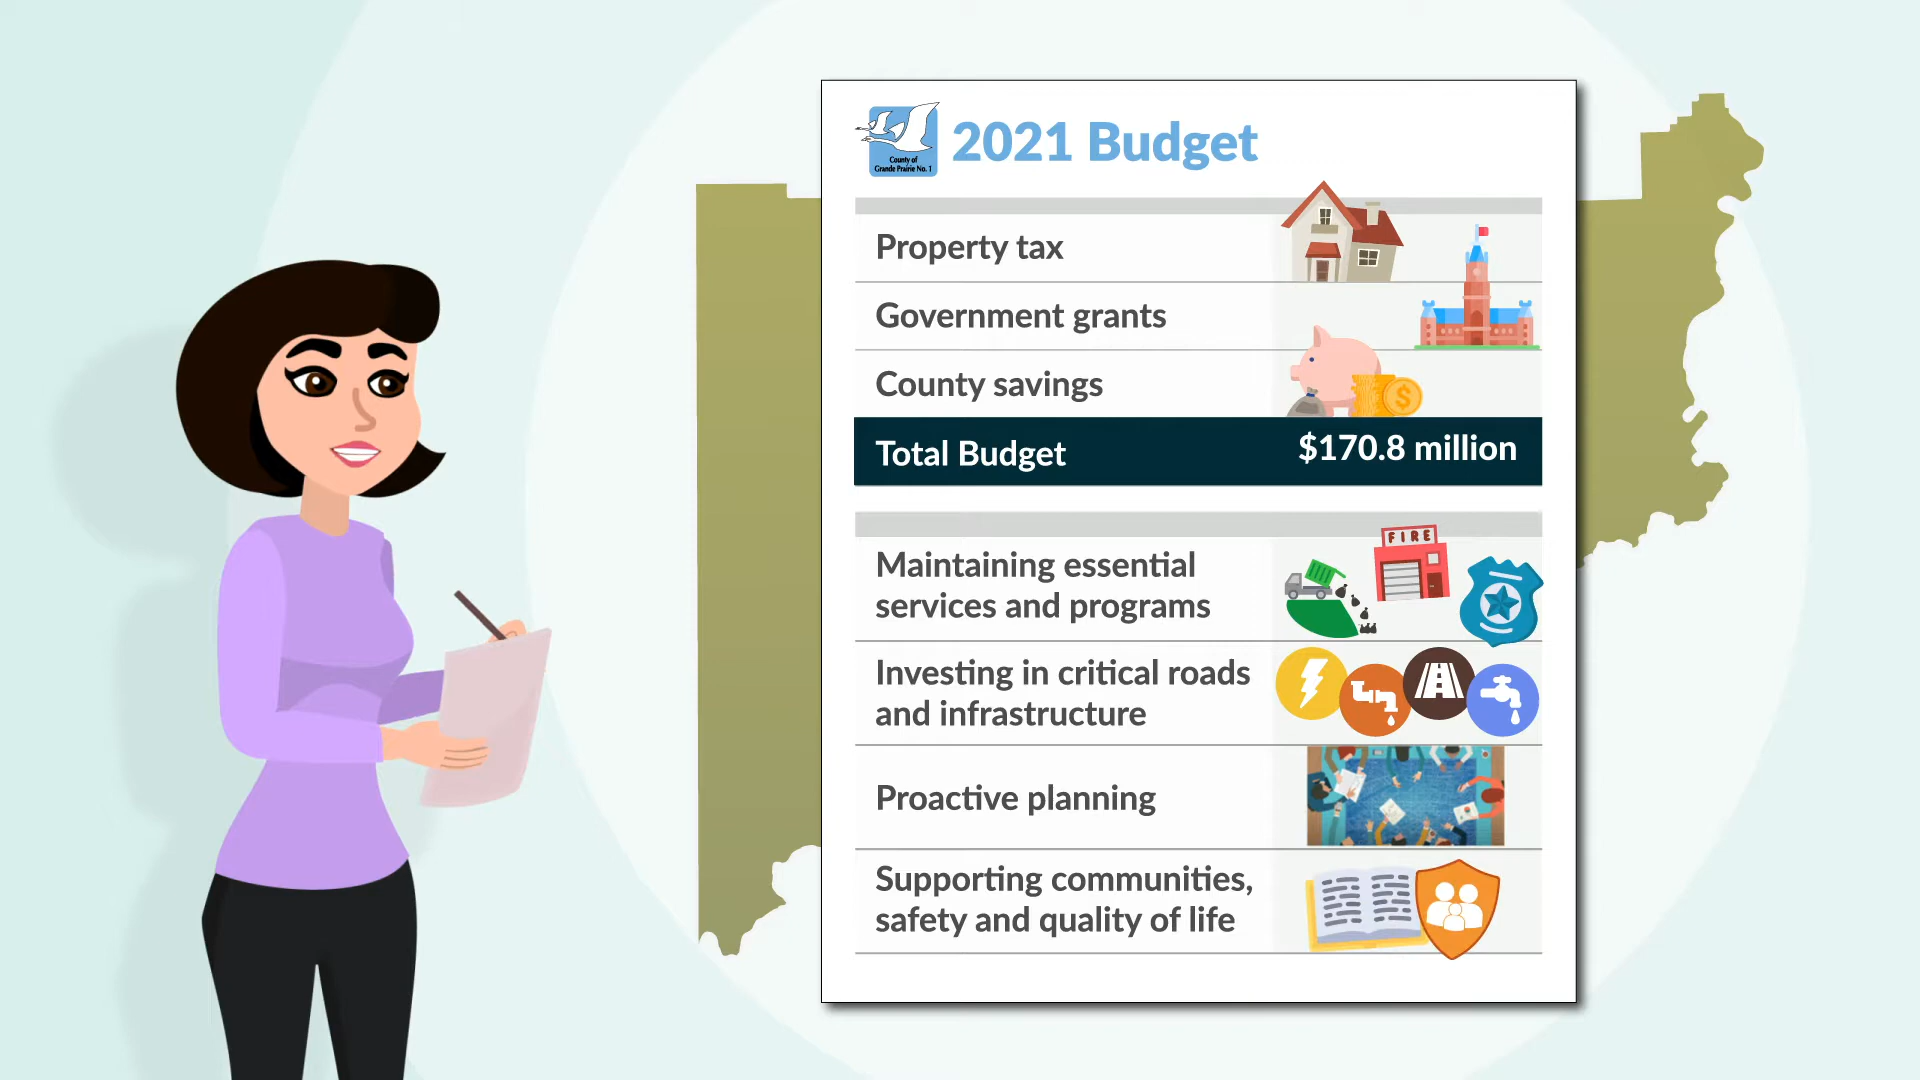 County of
Grande Prairie No. 1
2021 Budget
Property tax
Government grants
County savings
$
Total Budget
$170.8 million
FIRE
Maintaining essential
services and programs
Investing in critical roads
and infrastructure
Proactive planning
Supporting communities,
safety and quality of life